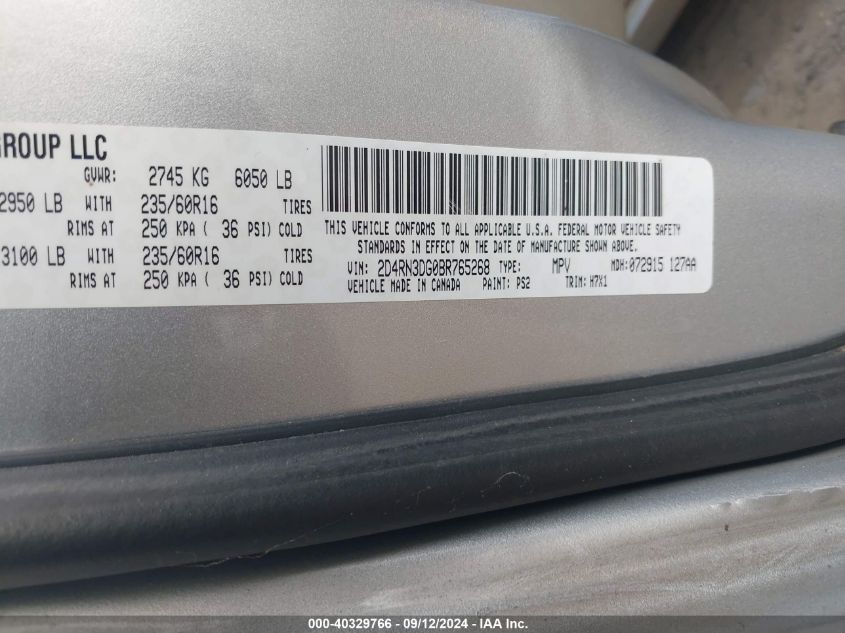 GROUP LLC
GVWR: 2745 KG 6050 LB
2950 LB WITH 235/60R16 TIRES
RIMS AT 250 KPA ( 36 PSI) COLD
3100 LB WITH 235/60R16 TIRES
RIMS AT 250 KPA ( 36 PSI) COLD
THIS VEHICLE CONFORMS TO ALL APPLICABLE U.S.A. FEDERAL MOTOR VEHICLE SAFETY
STANDARDS IN EFFECT ON THE DATE OF MANUFACTURE SHOWN ABOVE.
VIN: 2D4RN3DG0BR765268 TYPE: MPV MDH: 072915 127AA
VEHICLE MADE IN CANADA PAINT: PS2 TRIM: H7X1
000-40329766 - 09/12/2024 - IAA Inc.